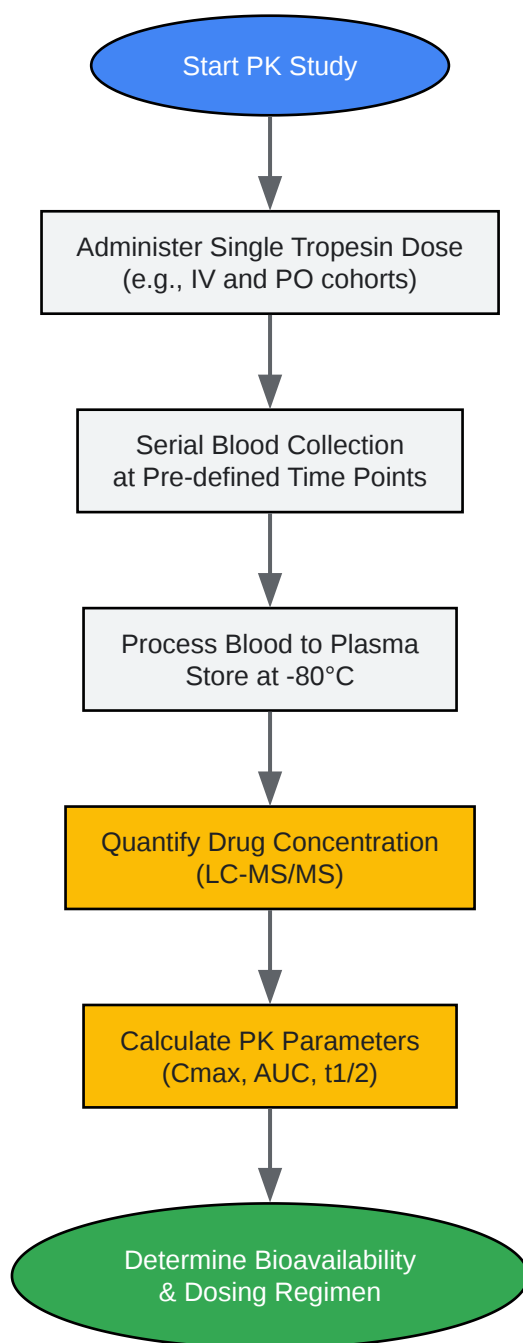 Start PK Study
Administer Single Tropesin Dose
(e.g., IV and PO cohorts)
Serial Blood Collection
at Pre-defined Time Points
Process Blood to Plasma
Store at -80°C
Quantify Drug Concentration
(LC-MS/MS)
Calculate PK Parameters
(Cmax, AUC, t1/2)
Determine Bioavailability
& Dosing Regimen